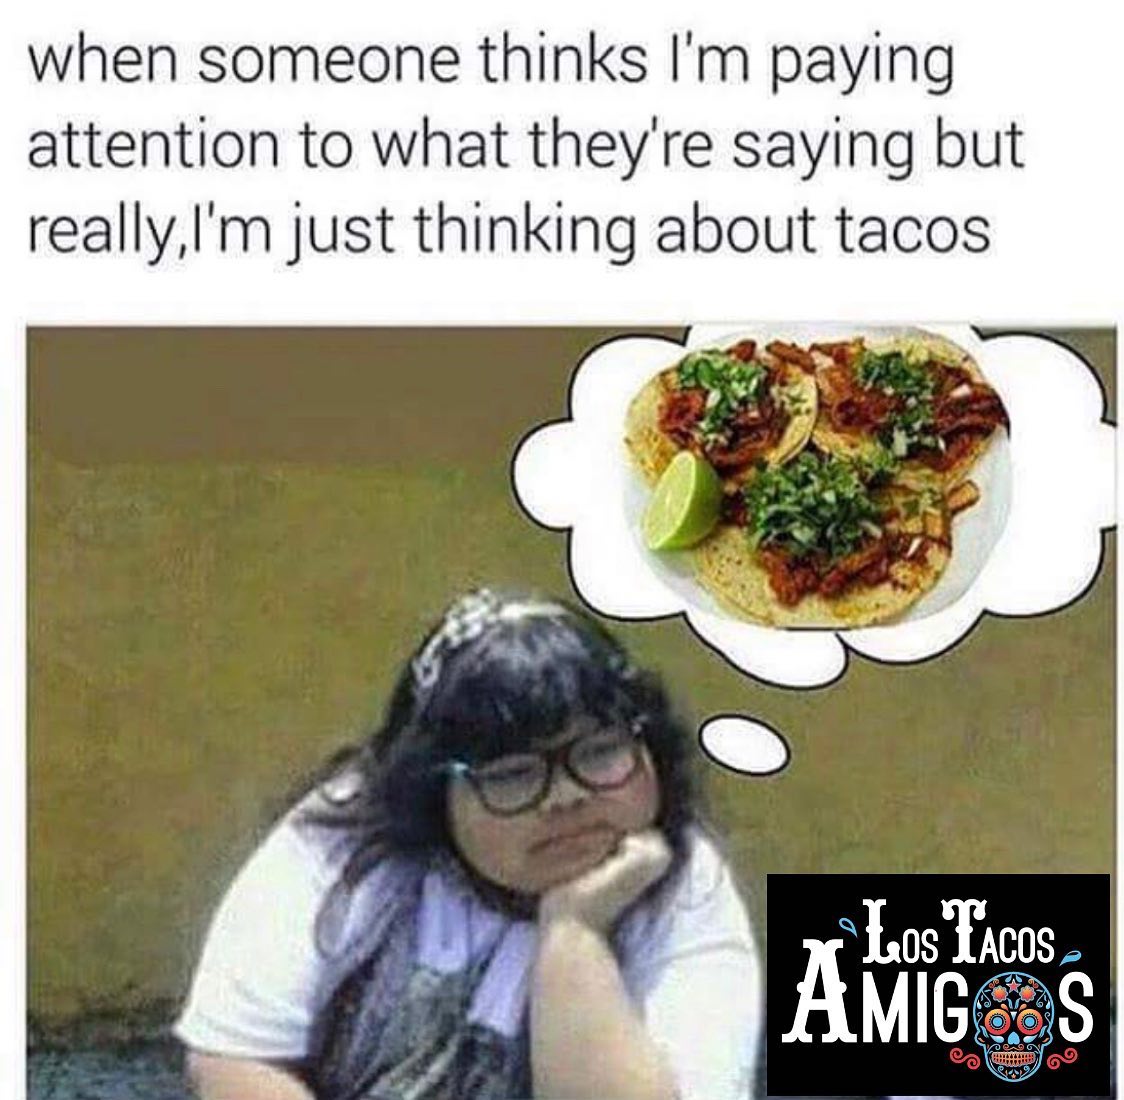 when someone thinks I'm paying
attention to what they're saying but
really,I'm just thinking about tacos
Los Tacos
Amigos